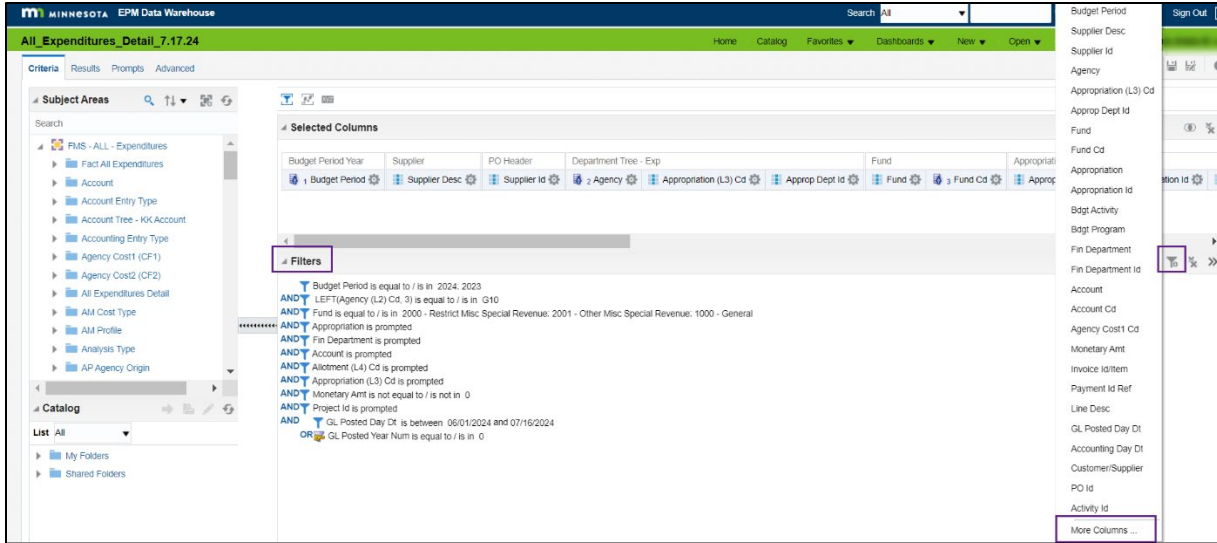 MINNESOTA EPM Data Warehouse
Search All
Sign Out
All_Expenditures_Detail_7.17.24
Home Catalog Favorites Dashboards New Open
Criteria Results Prompts Advanced
Subject Areas
Search
FMS - ALL - Expenditures
Fact All Expenditures
Account
Account Entry Type
Account Tree - KK Account
Accounting Entry Type
Agency Cost1 (CF1)
Agency Cost2 (CF2)
All Expenditures Detail
AM Cost Type
AM Profile
Analysis Type
AP Agency Origin
Catalog
List All
My Folders
Shared Folders
Selected Columns
Budget Period Year Supplier PO Header Department Tree - Exp Fund Appropriati
1 Budget Period Supplier Desc Supplier Id 2 Agency Appropriation (L3) Cd Approp Dept Id Fund 3 Fund Cd Approp ation Id
Filters
Budget Period is equal to / is in 2024; 2023
AND LEFT(Agency (L2) Cd, 3) is equal to / is in G10
AND Fund is equal to / is in 2000 - Restrict Misc Special Revenue; 2001 - Other Misc Special Revenue; 1000 - General
AND Appropriation is prompted
AND Fin Department is prompted
AND Account is prompted
AND Allotment (L4) Cd is prompted
AND Appropriation (L3) Cd is prompted
AND Monetary Amt is not equal to / is not in 0
AND Project Id is prompted
AND GL Posted Day Dt is between 06/01/2024 and 07/16/2024
OR GL Posted Year Num is equal to / is in 0
Budget Period
Supplier Desc
Supplier Id
Agency
Appropriation (L3) Cd
Approp Dept Id
Fund
Fund Cd
Appropriation
Appropriation Id
Bdgt Activity
Bdgt Program
Fin Department
Fin Department Id
Account
Account Cd
Agency Cost1 Cd
Monetary Amt
Invoice Id/Item
Payment Id Ref
Line Desc
GL Posted Day Dt
Accounting Day Dt
Customer/Supplier
PO Id
Activity Id
More Columns ...